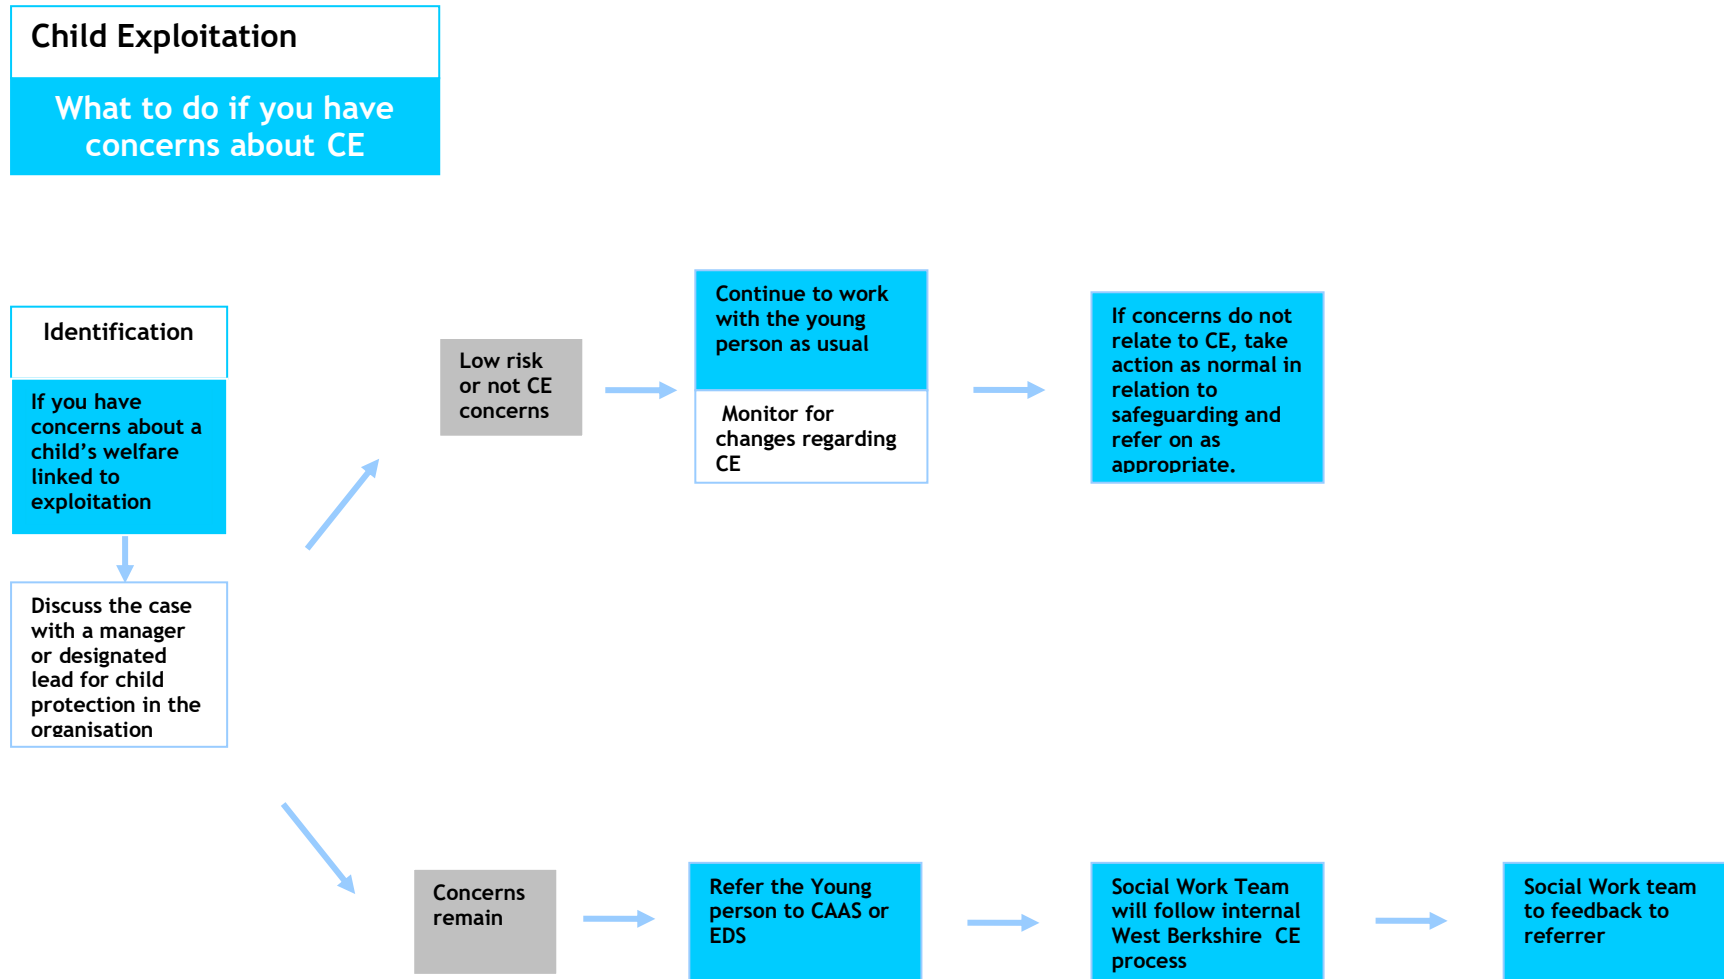 Child Exploitation
What to do if you have
concerns about CE
Identification
If you have
concerns about a
child’s welfare
linked to
exploitation
Discuss the case
with a manager
or designated
lead for child
protection in the
organisation
Low risk
or not CE
concerns
Continue to work
with the young
person as usual
Monitor for
changes regarding
CE
If concerns do not
relate to CE, take
action as normal in
relation to
safeguarding and
refer on as
appropriate.
Concerns
remain
Refer the Young
person to CAAS or
EDS
Social Work Team
will follow internal
West Berkshire CE
process
Social Work team
to feedback to
referrer